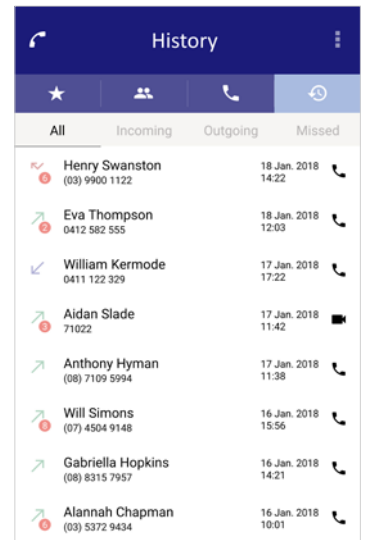 History
All Incoming Outgoing Missed
Henry Swanston 18 Jan. 2018
6 (03) 9900 1122 14:22
Eva Thompson 18 Jan. 2018
2 0412 582 555 12:03
William Kermode 17 Jan. 2018
0411 122 329 17:22
Aidan Slade 17 Jan. 2018
3 71022 11:42
Anthony Hyman 17 Jan. 2018
(08) 7109 5994 11:38
Will Simons 16 Jan. 2018
8 (07) 4504 9148 15:56
Gabriella Hopkins 16 Jan. 2018
(08) 8315 7957 14:21
Alannah Chapman 16 Jan. 2018
6 (03) 5372 9434 10:01